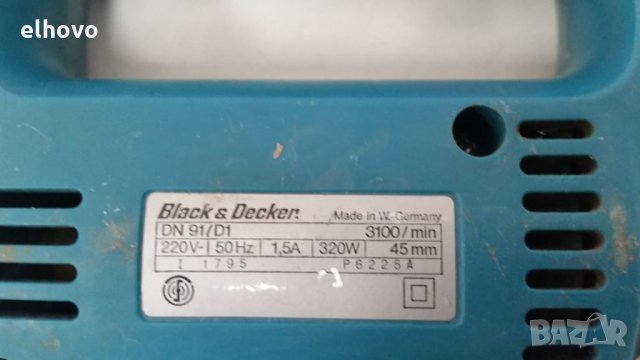 elhovo
Black & Decker. Made in W.-Germany
DN 91/D1 3100/min
220V~ 50Hz 1,5A 320W 45mm
I 1795 P6225A
BAZAR